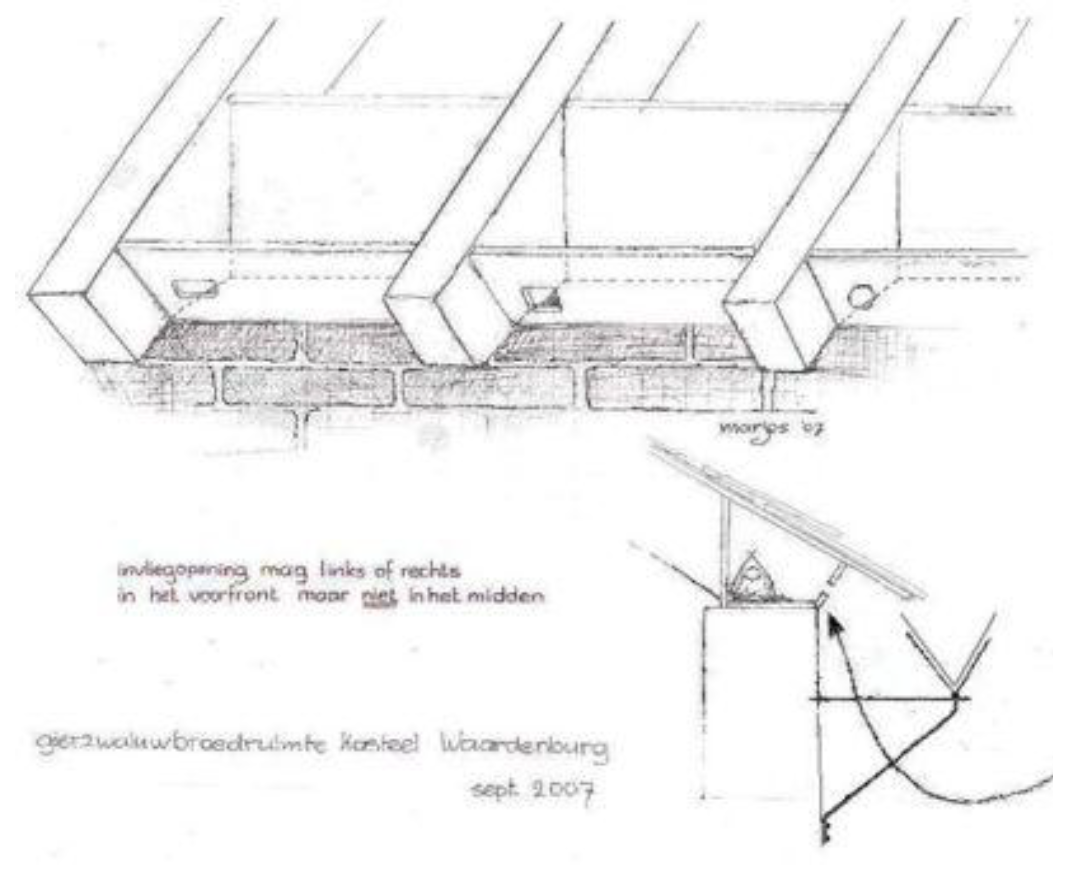 marjos '07
invliegopening mag links of rechts
in het voorfront maar niet in het midden
gierzwaluwbroedruimte Kasteel Waardenburg
sept. 2007